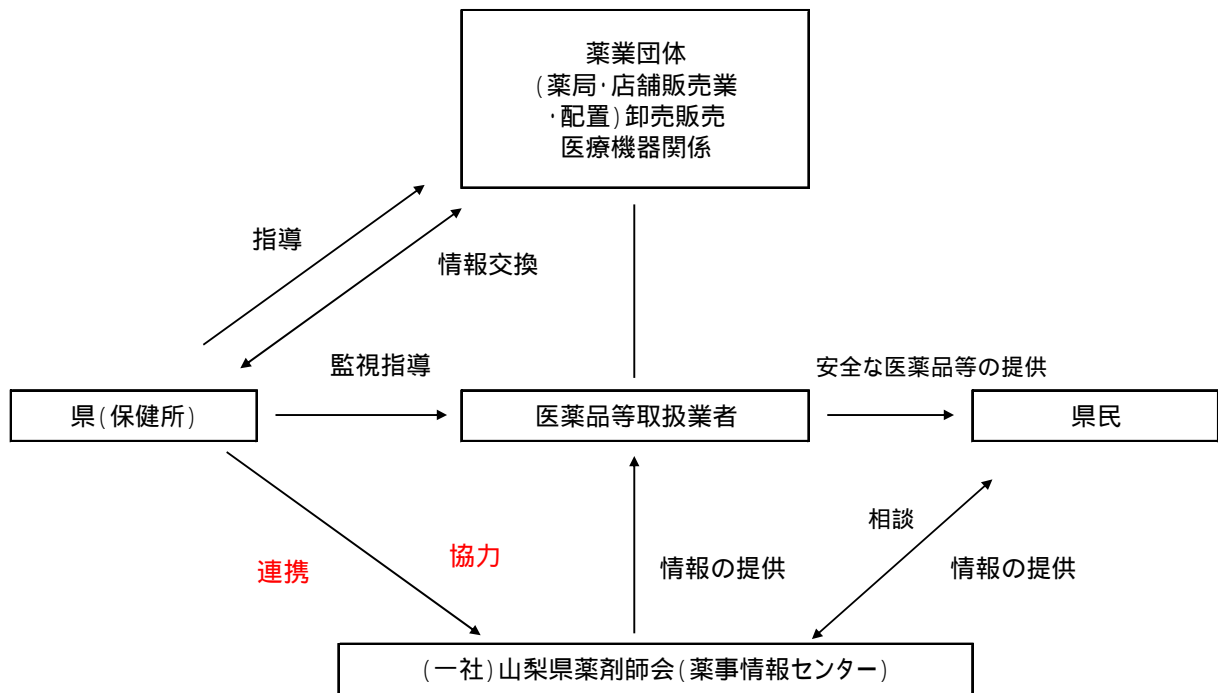 薬業団体
(薬局・店舗販売業
・配置)卸売販売
医療機器関係
指導
情報交換
監視指導
安全な医薬品等の提供
県(保健所)
医薬品等取扱業者
県民
相談
協力
連携
情報の提供
情報の提供
(一社)山梨県薬剤師会(薬事情報センター)